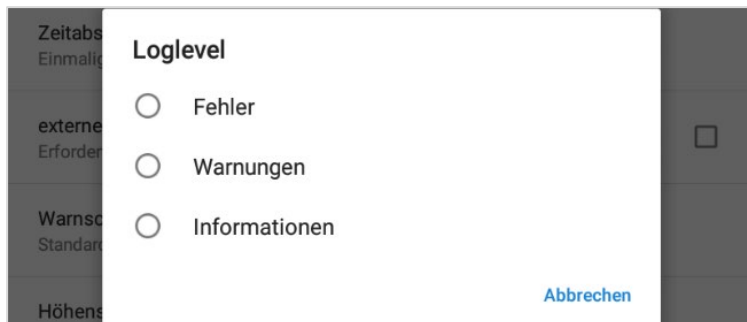 Zeitabs
Einmalig
Loglevel
Fehler
externe
Erforder
Warnungen
Warnsc
Standard
Informationen
Abbrechen
Höhens